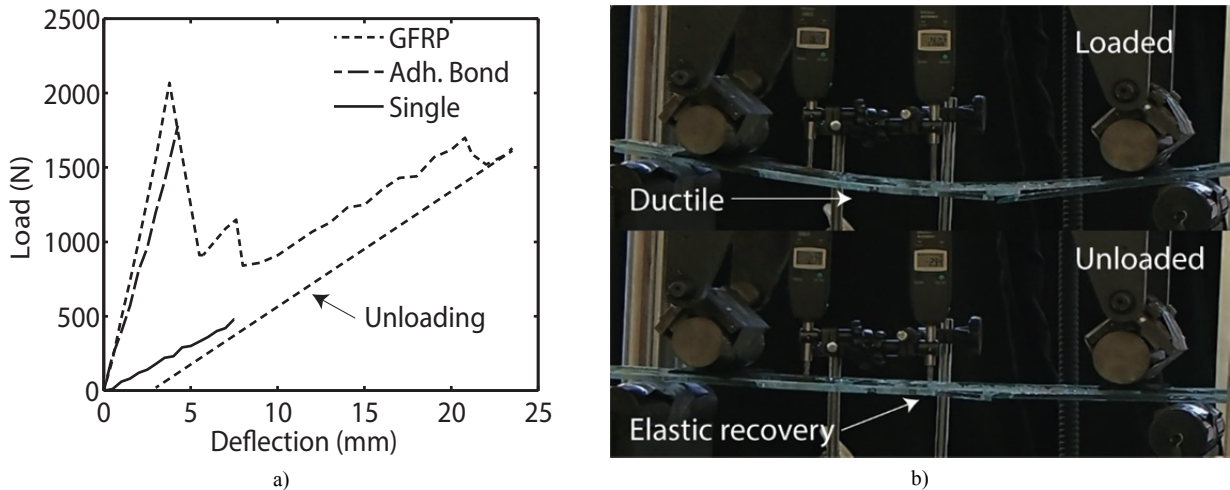 GFRP
Adh. Bond
Single
2500
2000
1500
1000
500
0
Load (N)
Unloading
0 5 10 15 20 25
Deflection (mm)
a)
Loaded
Ductile
Unloaded
Elastic recovery
b)